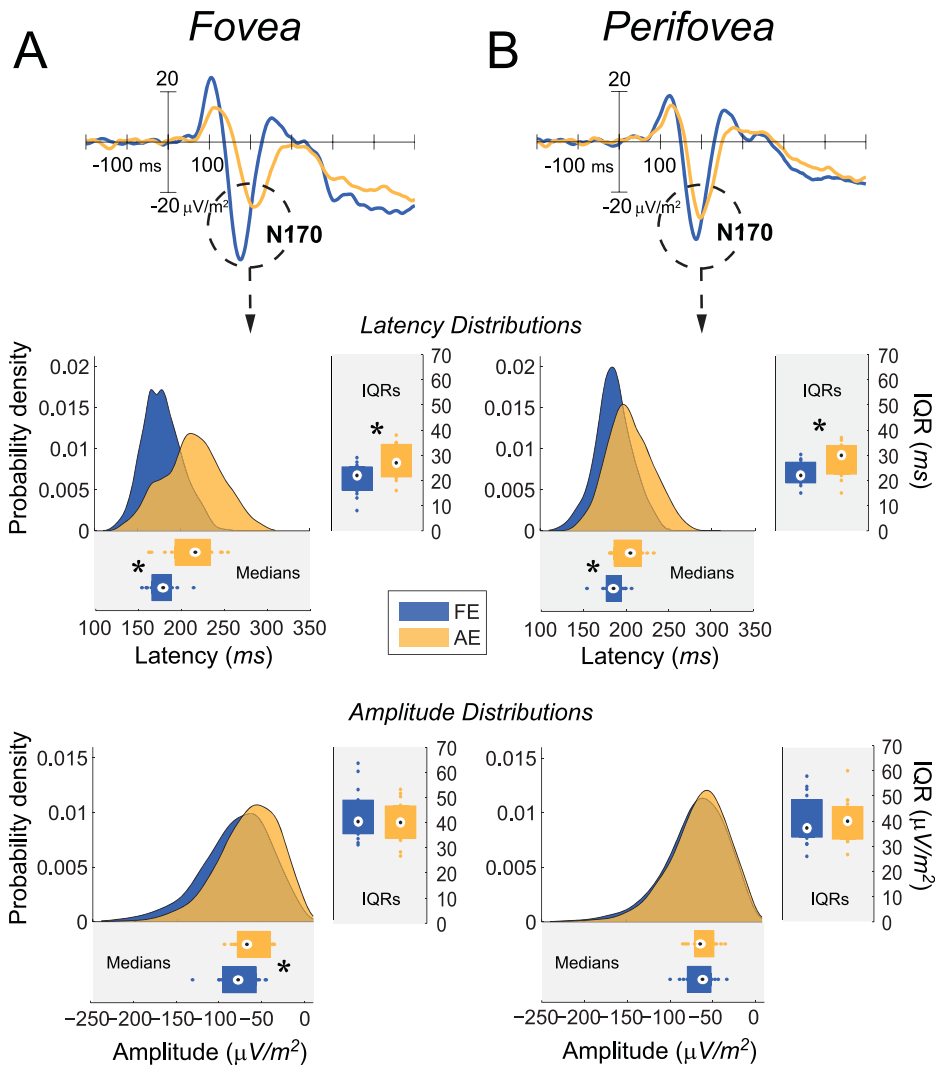 A Fovea
B Perifovea
20
-100 ms 100
-20 μV/m²
N170
20
-100 ms 100
-20 μV/m²
N170
Latency Distributions
Probability density
0.02
0.015
0.01
0.005
0
IQRs
*
70
60
50
40
30
20
10
0
Medians
*
100 150 200 250 300 350
Latency (ms)
FE
AE
0.02
0.015
0.01
0.005
0
IQRs
*
70
60
50
40
30
20
10
0
IQR (ms)
Medians
*
100 150 200 250 300 350
Latency (ms)
Amplitude Distributions
Probability density
0.015
0.01
0.005
0
IQRs
70
60
50
40
30
20
10
0
Medians
*
−250 −200 −150 −100 −50 0
Amplitude (μV/m²)
0.015
0.01
0.005
0
IQRs
70
60
50
40
30
20
10
0
IQR (μV/m²)
Medians
−250 −200 −150 −100 −50 0
Amplitude (μV/m²)